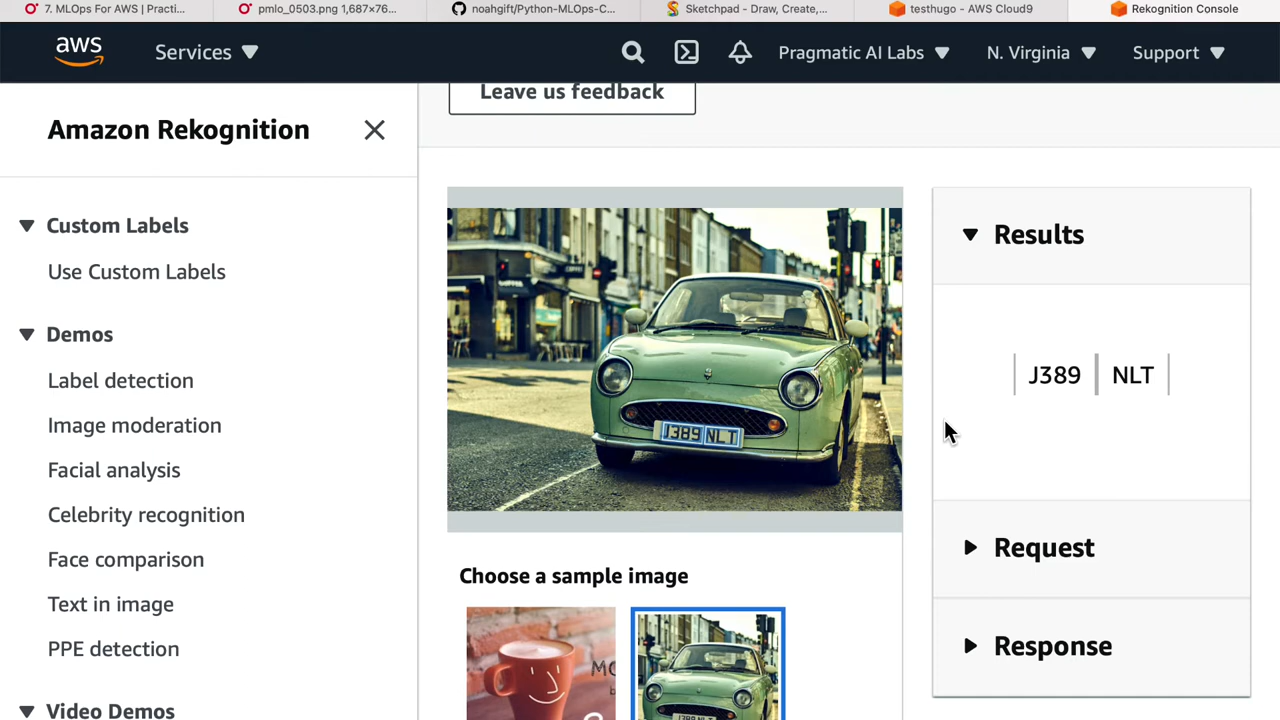 7. MLOps For AWS | Practi...
pmlo_0503.png 1,687×76...
noahgift/Python-MLOps-C...
Sketchpad - Draw, Create,...
testhugo - AWS Cloud9
Rekognition Console
aws
Services
Pragmatic AI Labs
N. Virginia
Support
Leave us feedback
Amazon Rekognition
Custom Labels
Use Custom Labels
Demos
Label detection
Image moderation
Facial analysis
Celebrity recognition
Face comparison
Text in image
PPE detection
Video Demos
COFFEE
J389 NLT
Choose a sample image
J389 NLT
Results
J389 NLT
Request
Response